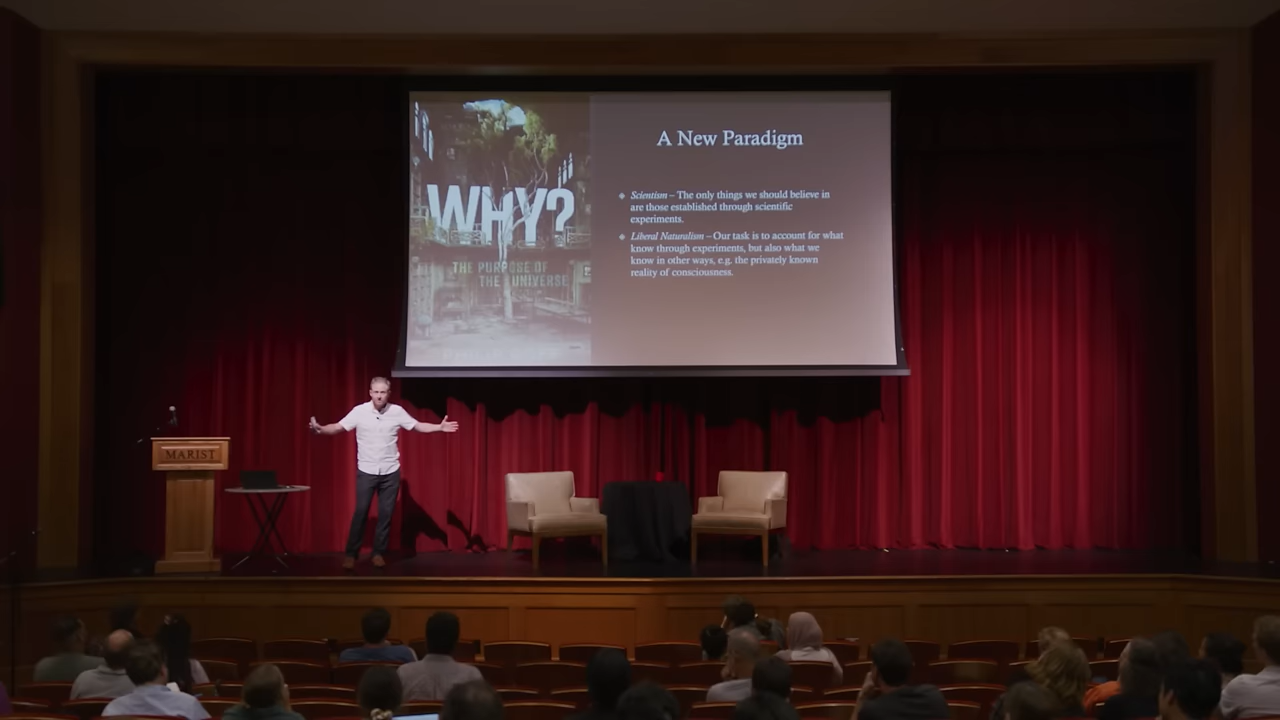 WHY?
THE PURPOSE OF
THE UNIVERSE
A New Paradigm
Scientism – The only things we should believe in
are those established through scientific
experiments.
Liberal Naturalism – Our task is to account for what
know through experiments, but also what we
know in other ways, e.g. the privately known
reality of consciousness.
MARIST